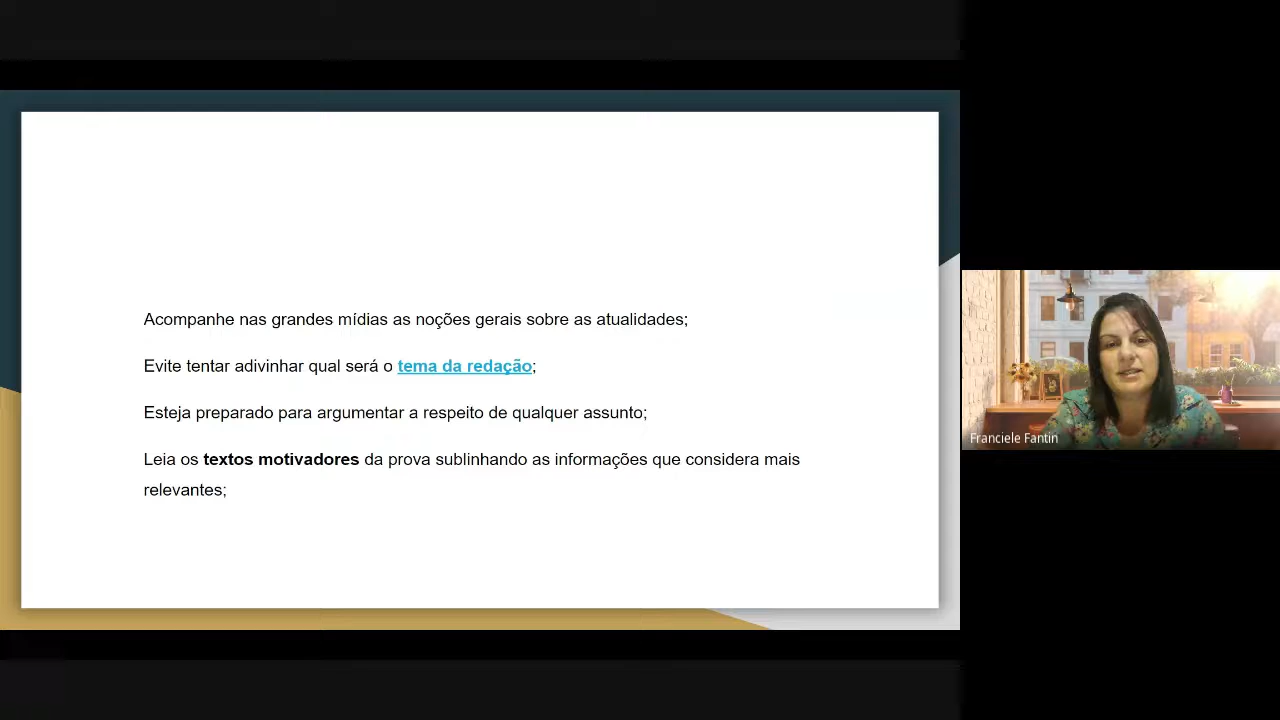 Acompanhe nas grandes mídias as noções gerais sobre as atualidades;
Evite tentar adivinhar qual será o tema da redação;
Esteja preparado para argumentar a respeito de qualquer assunto;
Leia os textos motivadores da prova sublinhando as informações que considera mais
relevantes;
Franciele Fantin